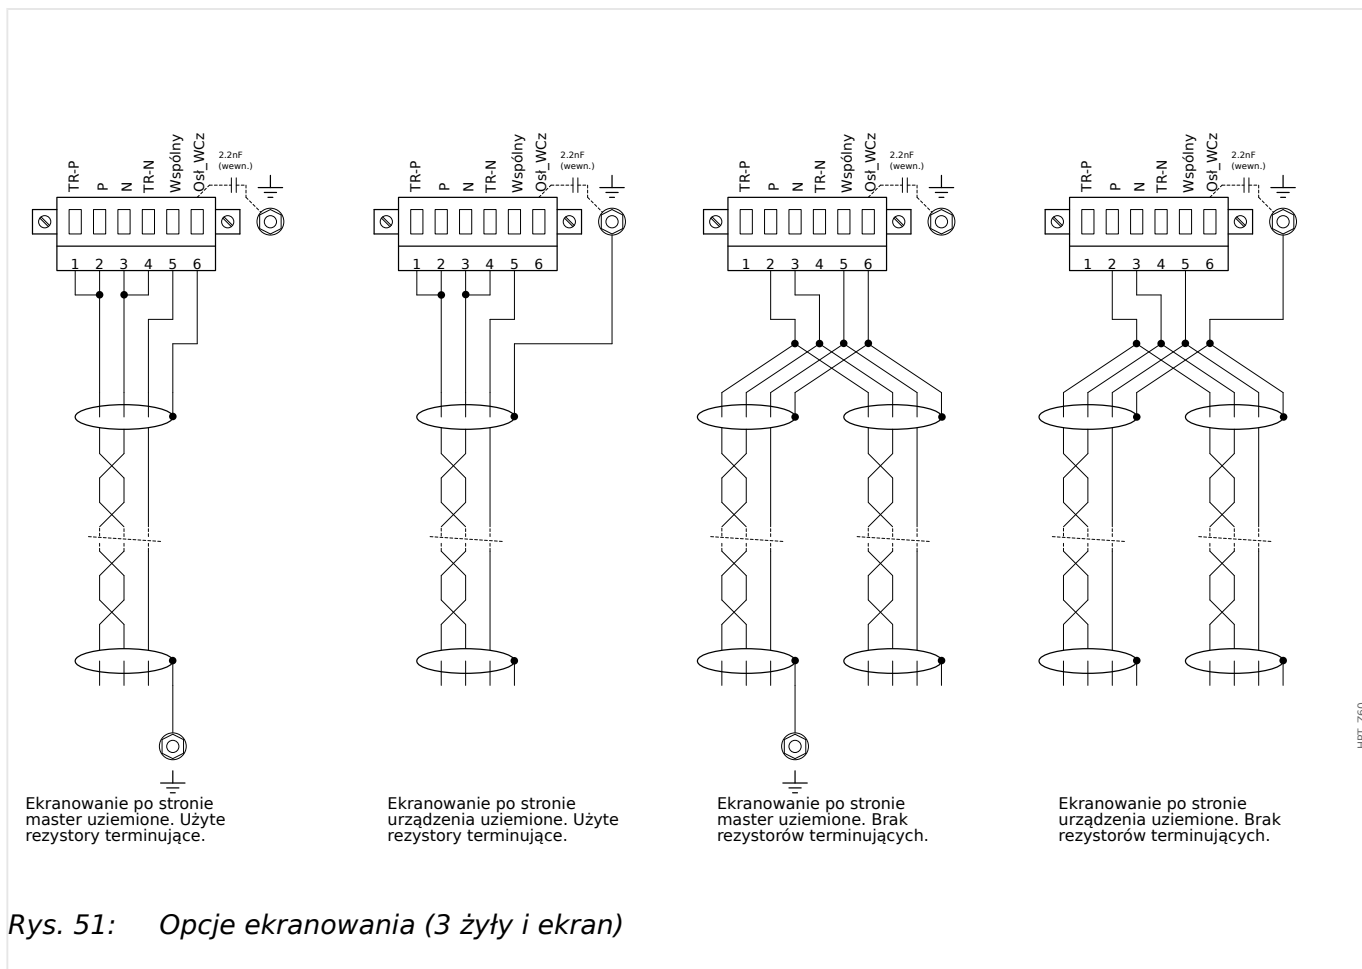 TR-P P N TR-N Wspólny Osł_WCz
2.2nF
(wewn.)
1 2 3 4 5 6
TR-P P N TR-N Wspólny Osł_WCz
2.2nF
(wewn.)
1 2 3 4 5 6
TR-P P N TR-N Wspólny Osł_WCz
2.2nF
(wewn.)
1 2 3 4 5 6
TR-P P N TR-N Wspólny Osł_WCz
2.2nF
(wewn.)
1 2 3 4 5 6
Ekranowanie po stronie
master uziemione. Użyte
rezystory terminujące.
Ekranowanie po stronie
urządzenia uziemione. Użyte
rezystory terminujące.
Ekranowanie po stronie
master uziemione. Brak
rezystorów terminujących.
Ekranowanie po stronie
urządzenia uziemione. Brak
rezystorów terminujących.
Rys. 51: Opcje ekranowania (3 żyły i ekran)